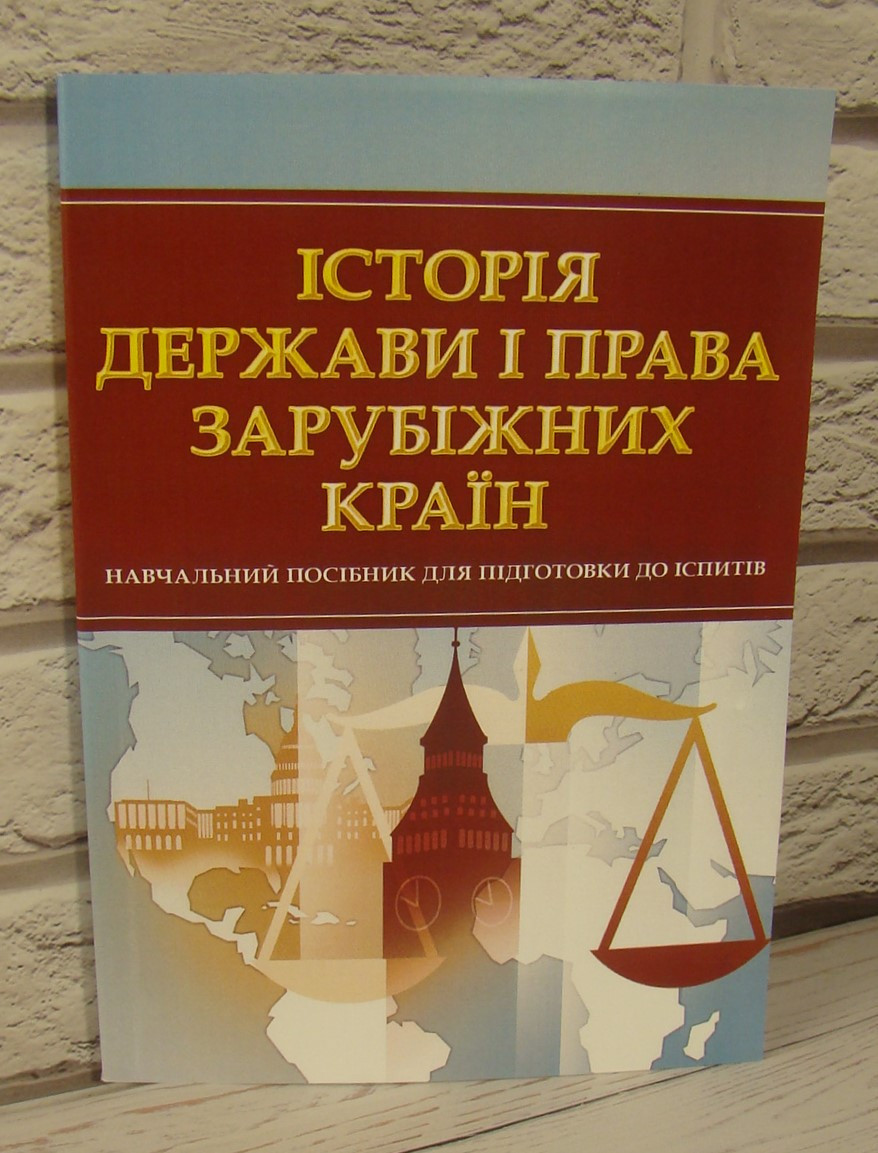 ІСТОРІЯ
ДЕРЖАВИ І ПРАВА
ЗАРУБІЖНИХ
КРАЇН
НАВЧАЛЬНИЙ ПОСІБНИК ДЛЯ ПІДГОТОВКИ ДО ІСПИТІВ